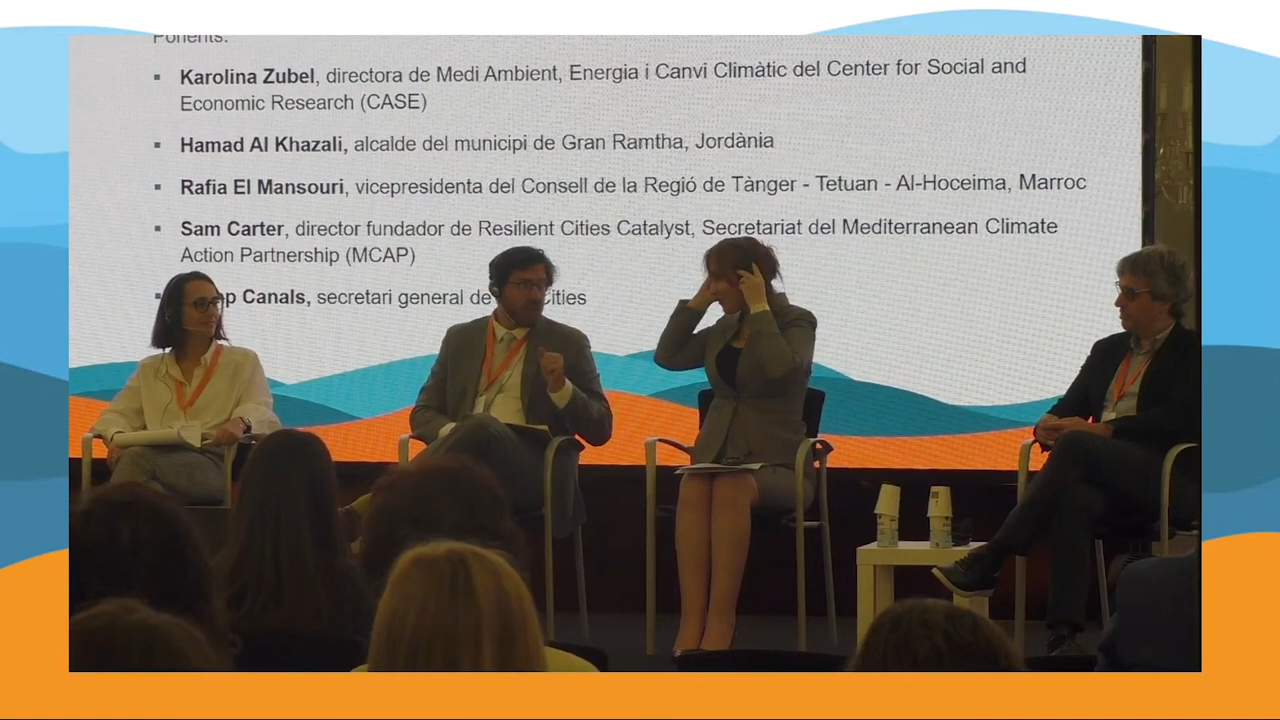 Ponents:
▪ Karolina Zubel, directora de Medi Ambient, Energia i Canvi Climàtic del Center for Social and
Economic Research (CASE)
▪ Hamad Al Khazali, alcalde del municipi de Gran Ramtha, Jordània
▪ Rafia El Mansouri, vicepresidenta del Consell de la Regió de Tànger - Tetuan - Al-Hoceima, Marroc
▪ Sam Carter, director fundador de Resilient Cities Catalyst, Secretariat del Mediterranean Climate
Action Partnership (MCAP)
▪ Canals, secretari general de Cities